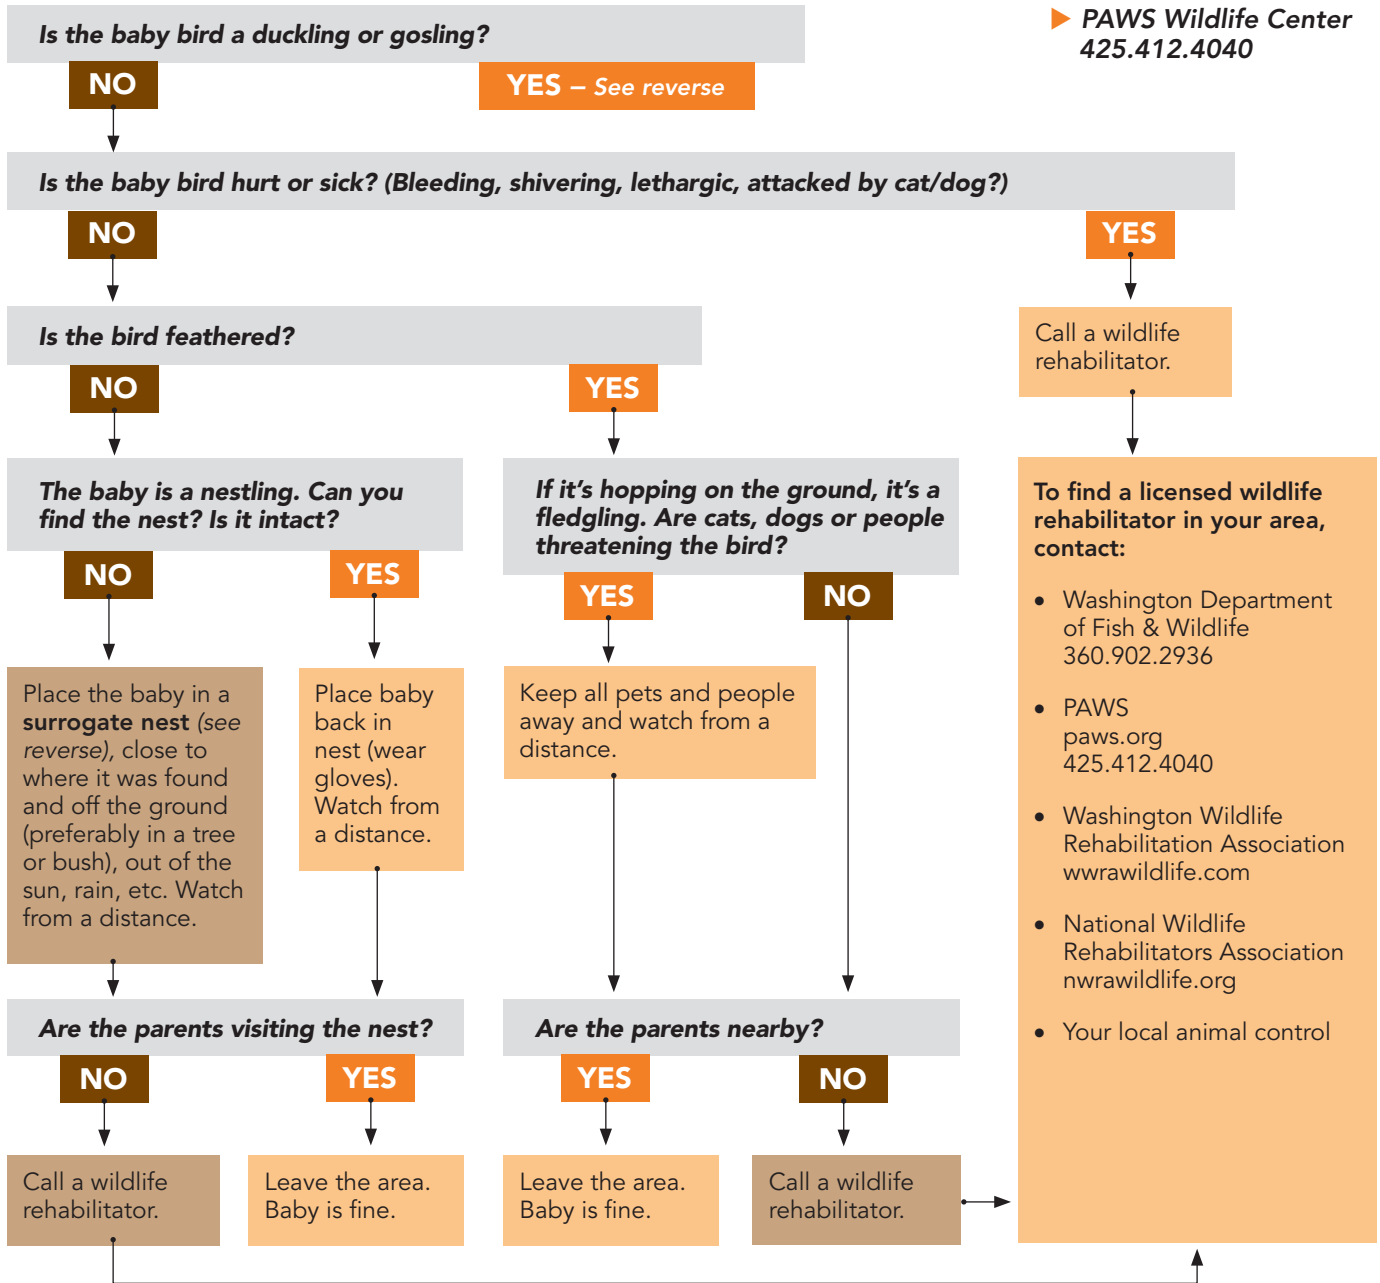 Is the baby bird a duckling or gosling?
▶ PAWS Wildlife Center
425.412.4040
NO
YES – See reverse
Is the baby bird hurt or sick? (Bleeding, shivering, lethargic, attacked by cat/dog?)
NO
YES
Is the bird feathered?
Call a wildlife
rehabilitator.
NO
YES
The baby is a nestling. Can you
find the nest? Is it intact?
If it's hopping on the ground, it's a
fledgling. Are cats, dogs or people
threatening the bird?
NO
YES
YES
NO
Place the baby in a
surrogate nest (see
reverse), close to
where it was found
and off the ground
(preferably in a tree
or bush), out of the
sun, rain, etc. Watch
from a distance.
Place baby
back in
nest (wear
gloves).
Watch from
a distance.
Keep all pets and people
away and watch from a
distance.
Are the parents visiting the nest?
Are the parents nearby?
NO
YES
YES
NO
Call a wildlife
rehabilitator.
Leave the area.
Baby is fine.
Leave the area.
Baby is fine.
Call a wildlife
rehabilitator.
To find a licensed wildlife
rehabilitator in your area,
contact:
• Washington Department
of Fish & Wildlife
360.902.2936
• PAWS
paws.org
425.412.4040
• Washington Wildlife
Rehabilitation Association
wwrawildlife.com
• National Wildlife
Rehabilitators Association
nwrawildlife.org
• Your local animal control